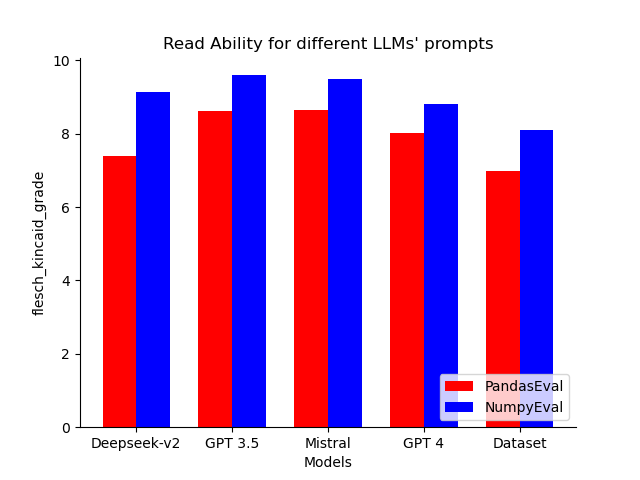 Read Ability for different LLMs' prompts
flesch_kincaid_grade
10
8
6
4
2
0
PandasEval
NumpyEval
Deepseek-v2 GPT 3.5 Mistral GPT 4 Dataset
Models